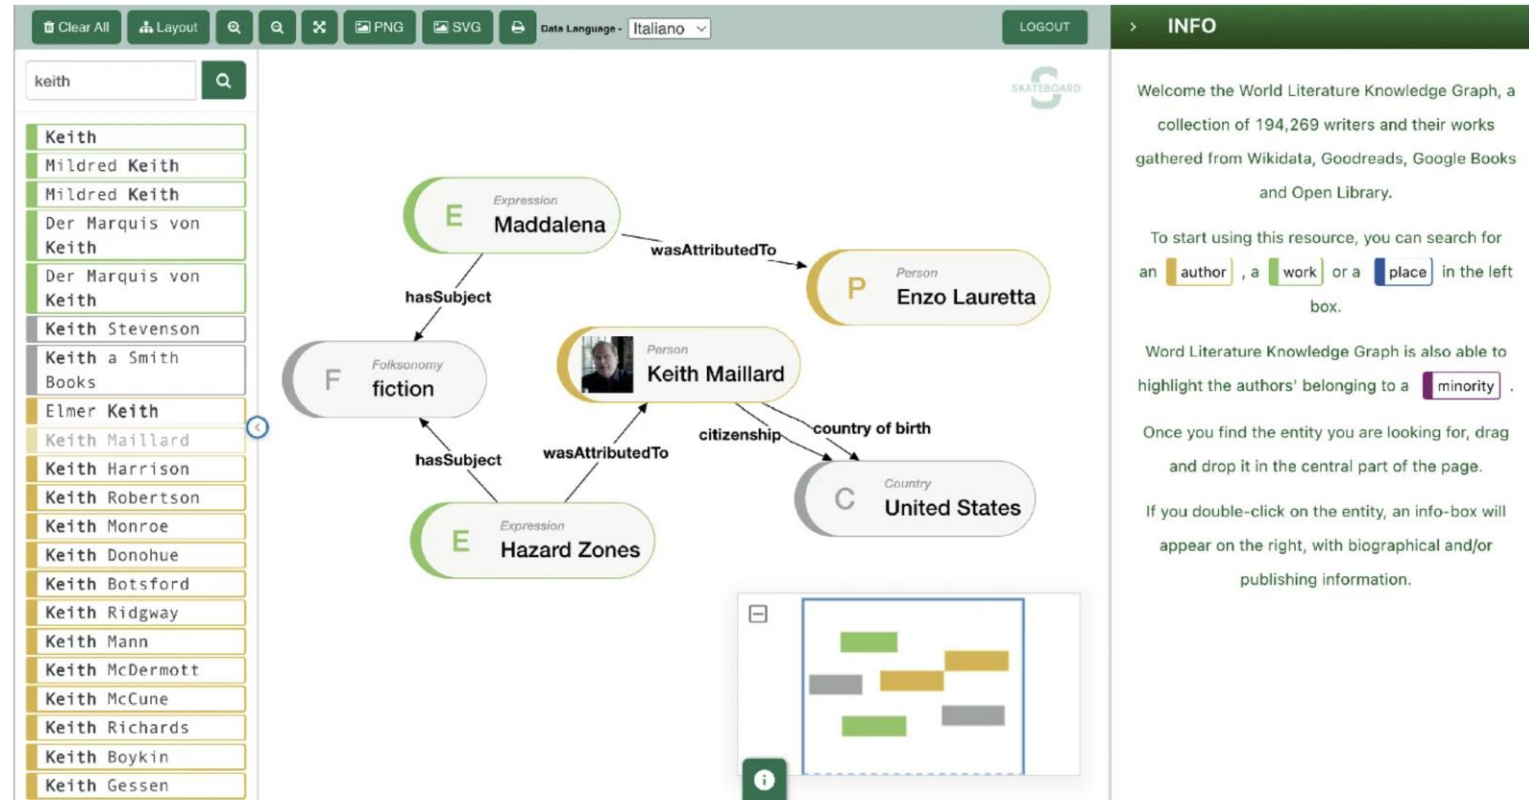 Clear All
Layout
PNG
SVG
Data Language -
Italiano
LOGOUT
INFO
keith
Keith
Mildred Keith
Mildred Keith
Der Marquis von
Keith
Der Marquis von
Keith
Keith Stevenson
Keith a Smith
Books
Elmer Keith
Keith Maillard
Keith Harrison
Keith Robertson
Keith Monroe
Keith Donohue
Keith Botsford
Keith Ridgway
Keith Mann
Keith McDermott
Keith McCune
Keith Richards
Keith Boykin
Keith Gessen
S
SKATEBOARD
E
Expression
Maddalena
wasAttributedTo
P
Person
Enzo Lauretta
hasSubject
F
Folksonomy
fiction
Person
Keith Maillard
citizenship
country of birth
hasSubject
wasAttributedTo
C
Country
United States
E
Expression
Hazard Zones
Welcome the World Literature Knowledge Graph, a
collection of 194,269 writers and their works
gathered from Wikidata, Goodreads, Google Books
and Open Library.
To start using this resource, you can search for
an author , a work or a place in the left
box.
Word Literature Knowledge Graph is also able to
highlight the authors' belonging to a minority .
Once you find the entity you are looking for, drag
and drop it in the central part of the page.
If you double-click on the entity, an info-box will
appear on the right, with biographical and/or
publishing information.